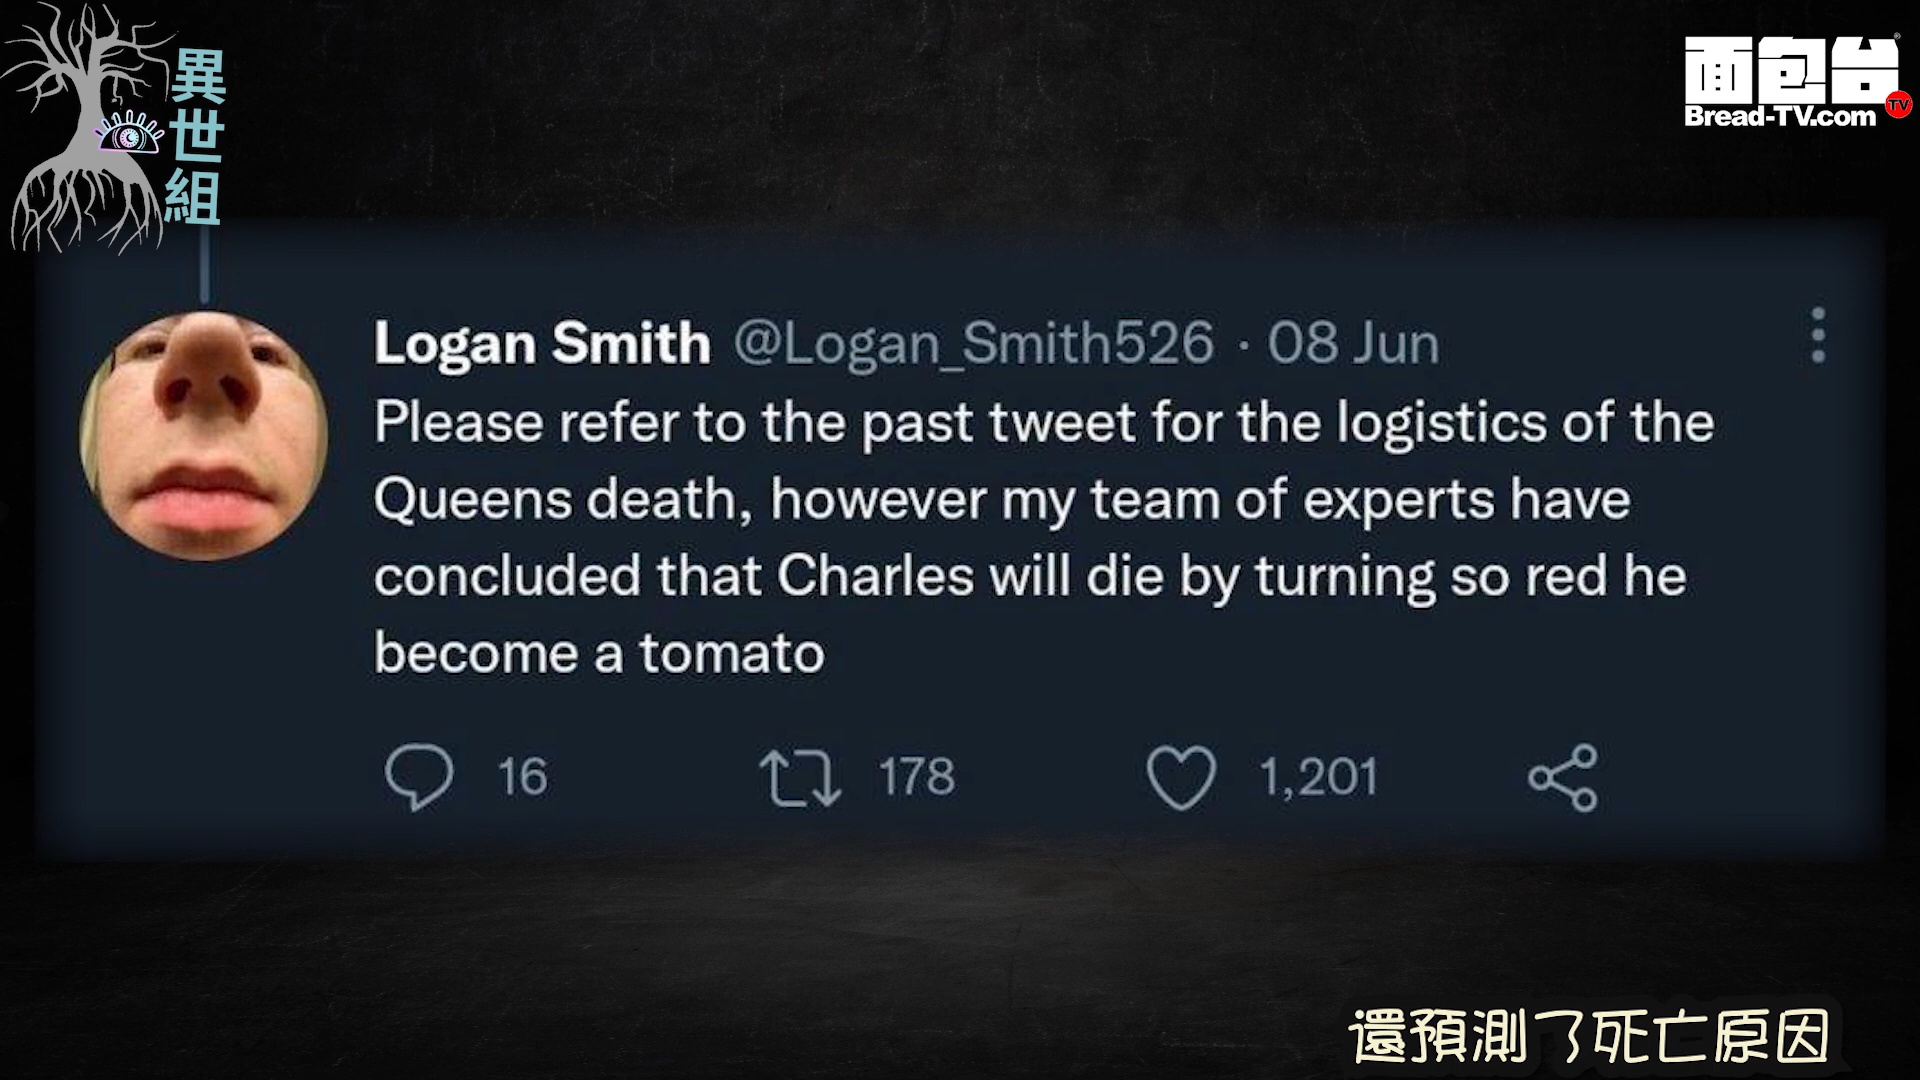 異世組
面包台
Bread-TV.com
TV
Logan Smith @Logan_Smith526 · 08 Jun
Please refer to the past tweet for the logistics of the
Queens death, however my team of experts have
concluded that Charles will die by turning so red he
become a tomato
16 178 1,201
還預測了死亡原因